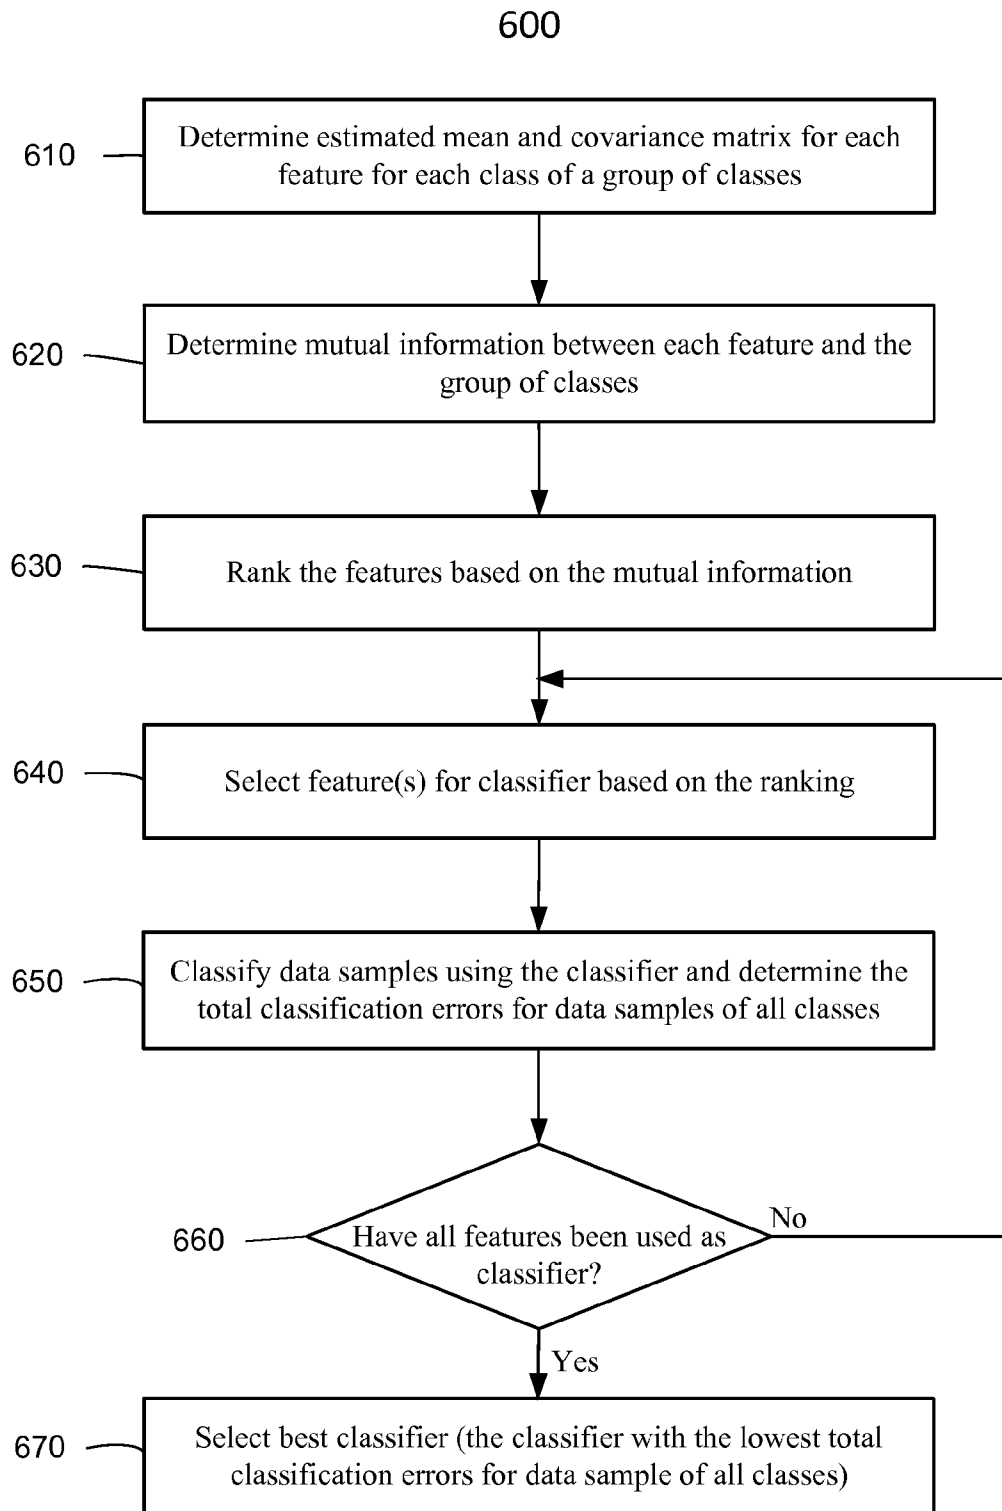 600
610
Determine estimated mean and covariance matrix for each
feature for each class of a group of classes
620
Determine mutual information between each feature and the
group of classes
630
Rank the features based on the mutual information
640
Select feature(s) for classifier based on the ranking
650
Classify data samples using the classifier and determine the
total classification errors for data samples of all classes
660
Have all features been used as
classifier?
No
Yes
670
Select best classifier (the classifier with the lowest total
classification errors for data sample of all classes)